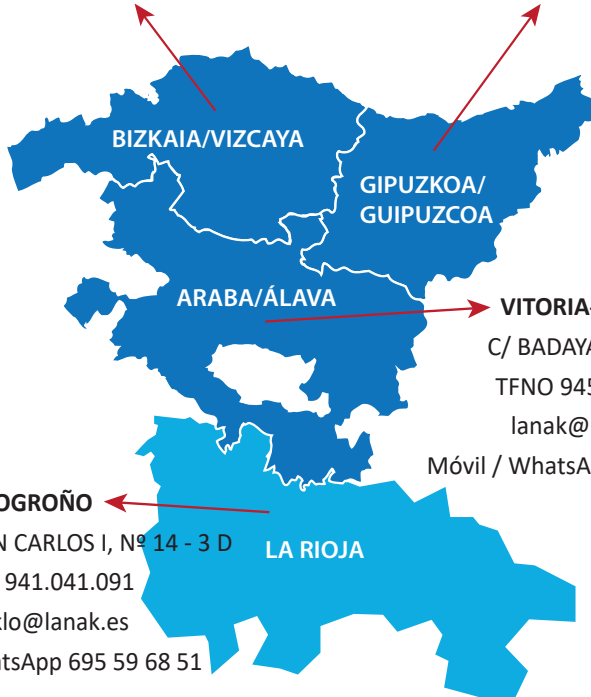 BIZKAIA/VIZCAYA
GIPUZKOA/
GUIPUZCOA
ARABA/ÁLAVA
VITORIA-
C/ BADAYA
TFNO 945
lanak@
Móvil / WhatsA
OGROÑO
N CARLOS I, Nº 14 - 3 D
941.041.091
klo@lanak.es
atsApp 695 59 68 51
LA RIOJA